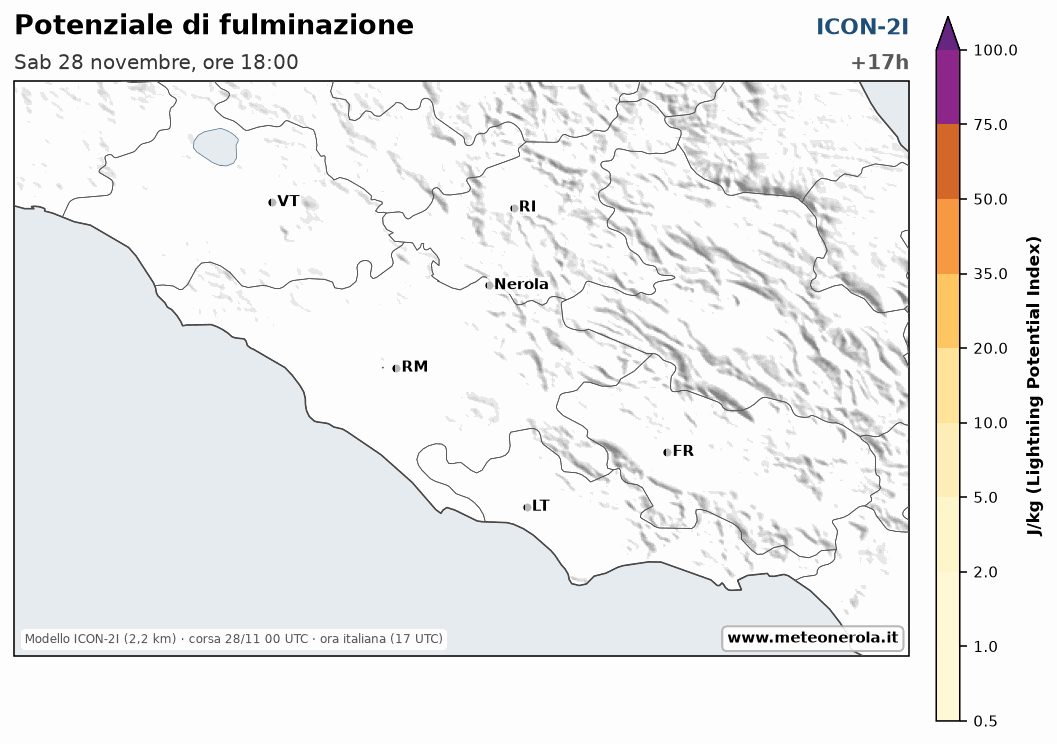 Potenziale di fulminazione
ICON-2I
Sab 28 novembre, ore 18:00
+17h
VT
RI
Nerola
RM
FR
LT
Modello ICON-2I (2,2 km) · corsa 28/11 00 UTC · ora italiana (17 UTC)
www.meteonerola.it
100.0
75.0
50.0
35.0
20.0
10.0
5.0
2.0
1.0
0.5
J/kg (Lightning Potential Index)